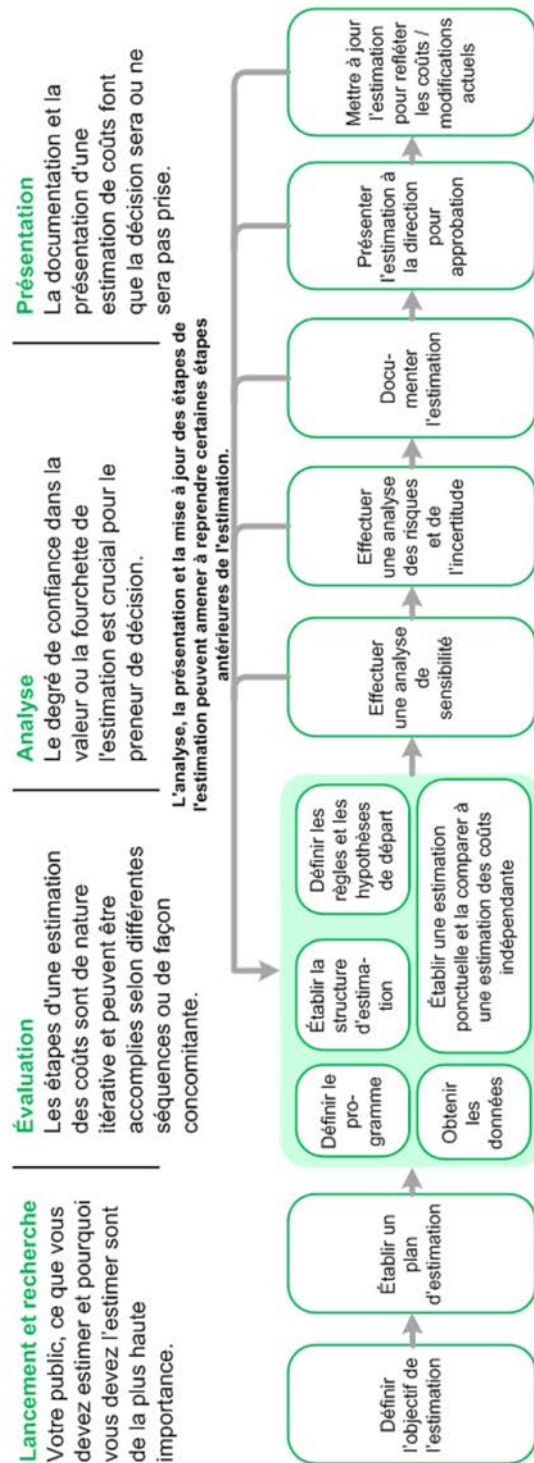 Lancement et recherche
Votre public, ce que vous
devez estimer et pourquoi
vous devez l'estimer sont
de la plus haute
importance.
Évaluation
Les étapes d'une estimation
des coûts sont de nature
itérative et peuvent être
accomplies selon différentes
séquences ou de façon
concomitante.
Analyse
Le degré de confiance dans la
valeur ou la fourchette de
l'estimation est crucial pour le
preneur de décision.
Présentation
La documentation et la
présentation d'une
estimation de coûts font
que la décision sera ou ne
sera pas prise.
L'analyse, la présentation et la mise à jour des étapes de
l'estimation peuvent amener à reprendre certaines étapes
antérieures de l'estimation.
Définir
l'objectif de
l'estimation
Établir un
plan
d'estimation
Définir le
pro-
gramme
Établir la
structure
d'estima-
tion
Définir les
règles et les
hypothèses
de départ
Obtenir
les
données
Établir une estimation
ponctuelle et la comparer à
une estimation des coûts
indépendante
Effectuer
une analyse
de
sensibilité
Effectuer
une analyse
des risques
et de
l'incertitude
Docu-
menter
l'estimation
Présenter
l'estimation à
la direction
pour
approbation
Mettre à jour
l'estimation
pour refléter
les coûts /
modifications
actuels